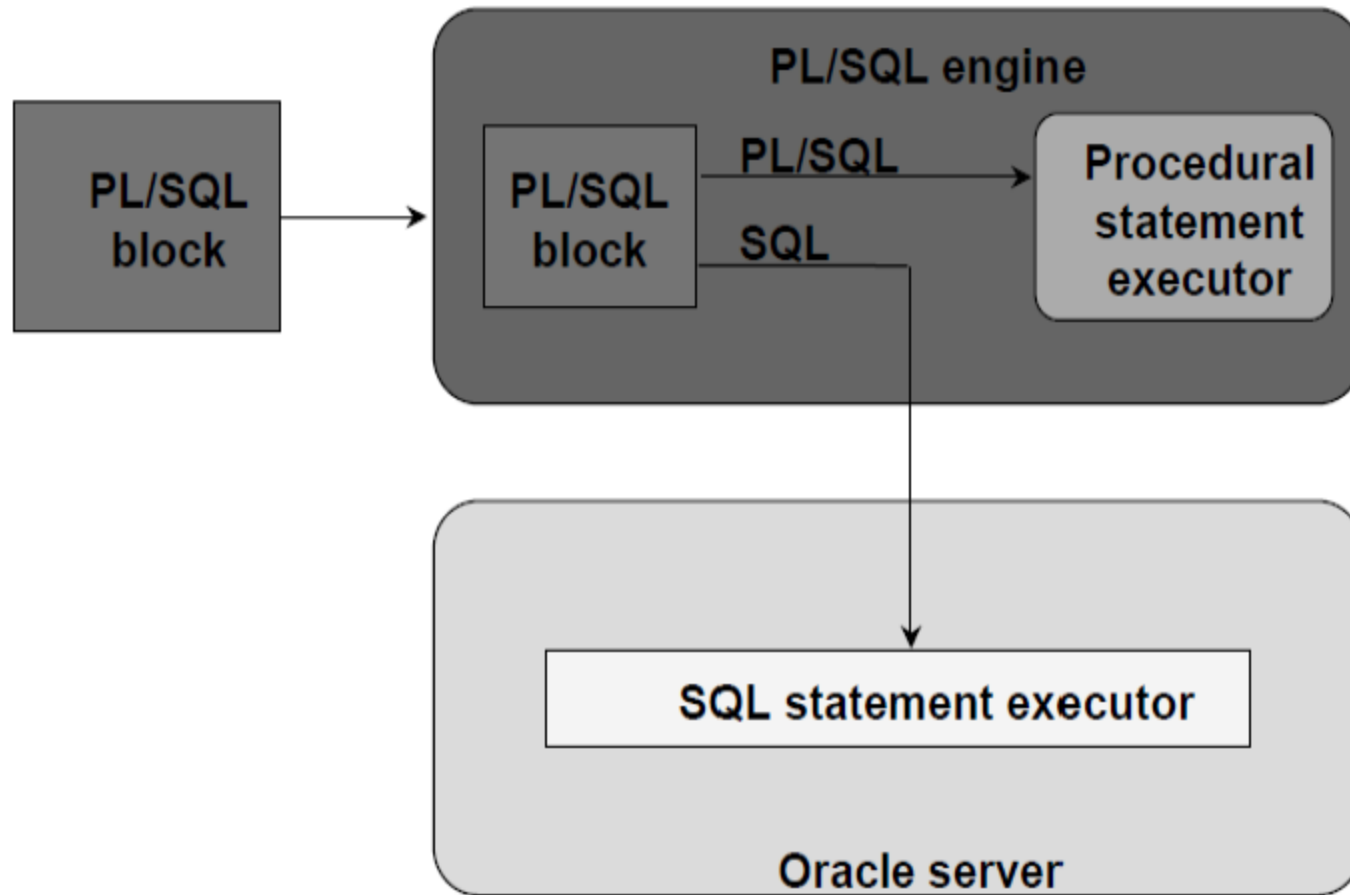 PL/SQL engine
PL/SQL
block
PL/SQL
block
PL/SQL
SQL
Procedural
statement
executor
SQL statement executor
Oracle server